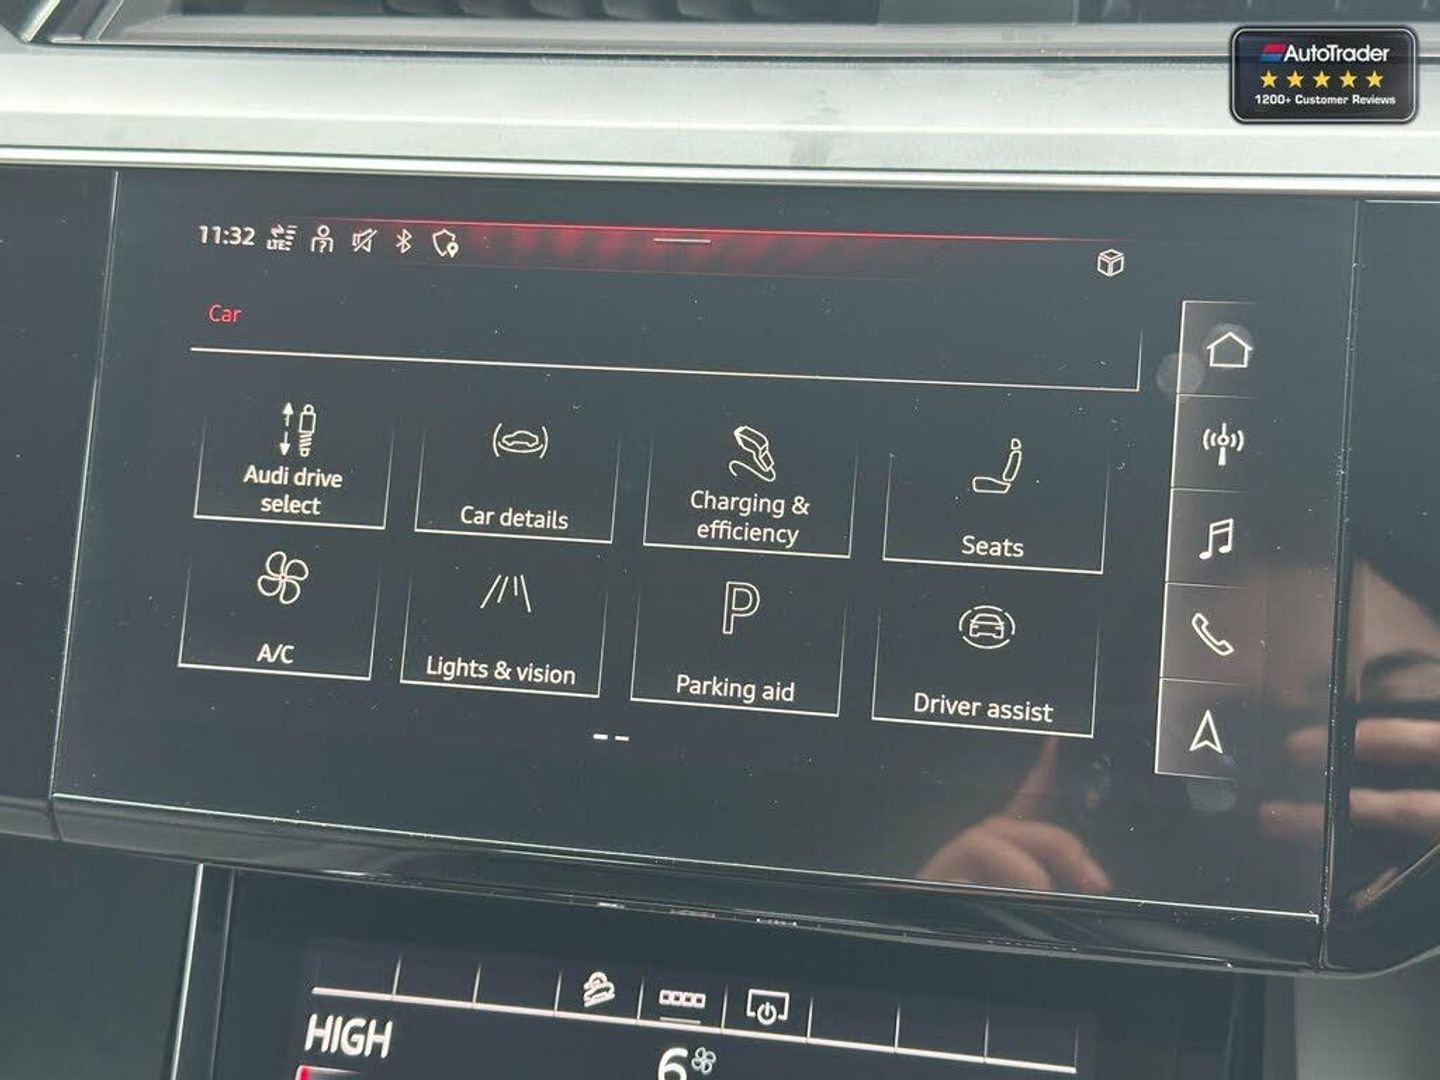 AutoTrader
1200+ Customer Reviews
11:32 LTE
Car
Audi drive
select
Car details
Charging &
efficiency
Seats
A/C
Lights & vision
P
Parking aid
Driver assist
HIGH
6